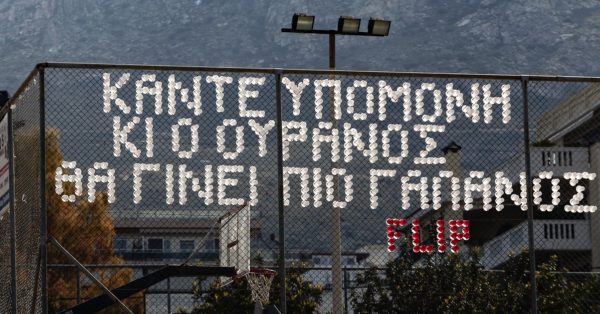 ΚΑΝΤΕ ΥΠΟΜΟΝΗ
ΚΙ Ο ΟΥΡΑΝΟΣ
ΘΑ ΓΙΝΕΙ ΠΙΟ ΓΑΛΑΝΟΣ
FLIP